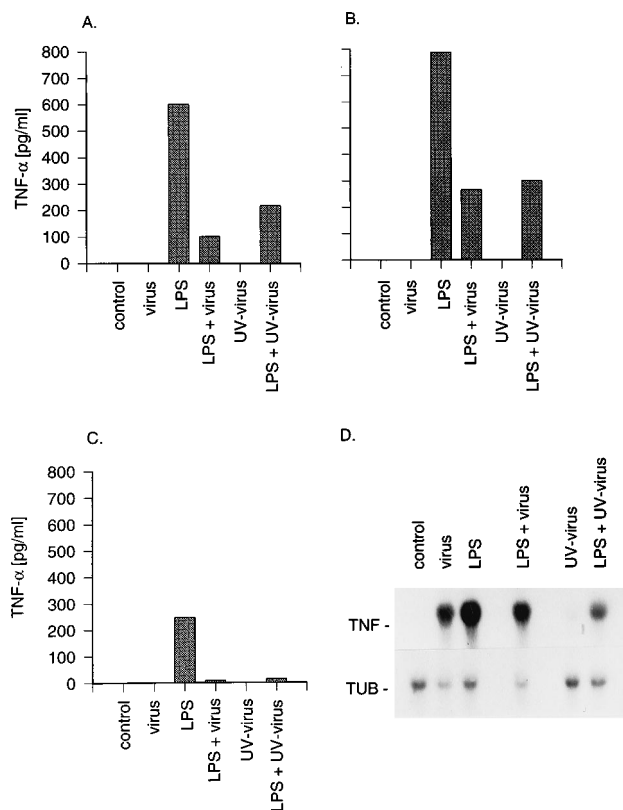 A.
TNF-α [pg/ml]
800
700
600
500
400
300
200
100
0
control
virus
LPS
LPS + virus
UV-virus
LPS + UV-virus
B.
control
virus
LPS
LPS + virus
UV-virus
LPS + UV-virus
C.
TNF-α [pg/ml]
800
700
600
500
400
300
200
100
0
control
virus
LPS
LPS + virus
UV-virus
LPS + UV-virus
D.
control
virus
LPS
LPS + virus
UV-virus
LPS + UV-virus
TNF -
TUB -